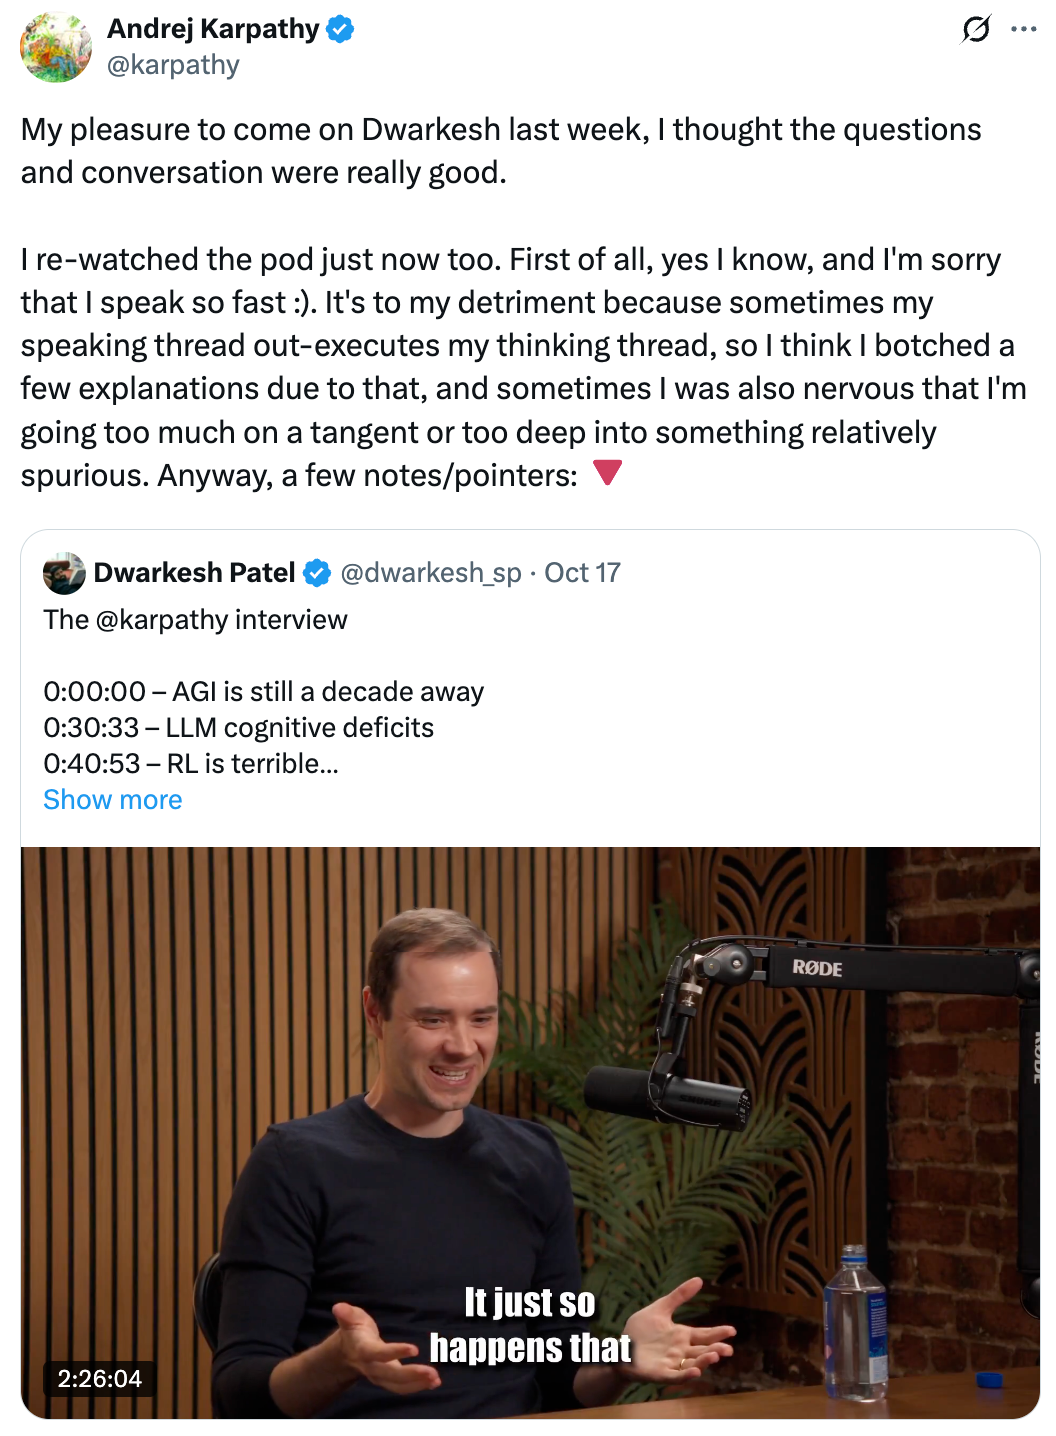 Andrej Karpathy
@karpathy
My pleasure to come on Dwarkesh last week, I thought the questions
and conversation were really good.
I re-watched the pod just now too. First of all, yes I know, and I'm sorry
that I speak so fast :). It's to my detriment because sometimes my
speaking thread out-executes my thinking thread, so I think I botched a
few explanations due to that, and sometimes I was also nervous that I'm
going too much on a tangent or too deep into something relatively
spurious. Anyway, a few notes/pointers: 🔻
Dwarkesh Patel @dwarkesh_sp · Oct 17
The @karpathy interview
0:00:00 – AGI is still a decade away
0:30:33 – LLM cognitive deficits
0:40:53 – RL is terrible...
Show more
RØDE
RØDE
SHURE
It just so
happens that
2:26:04